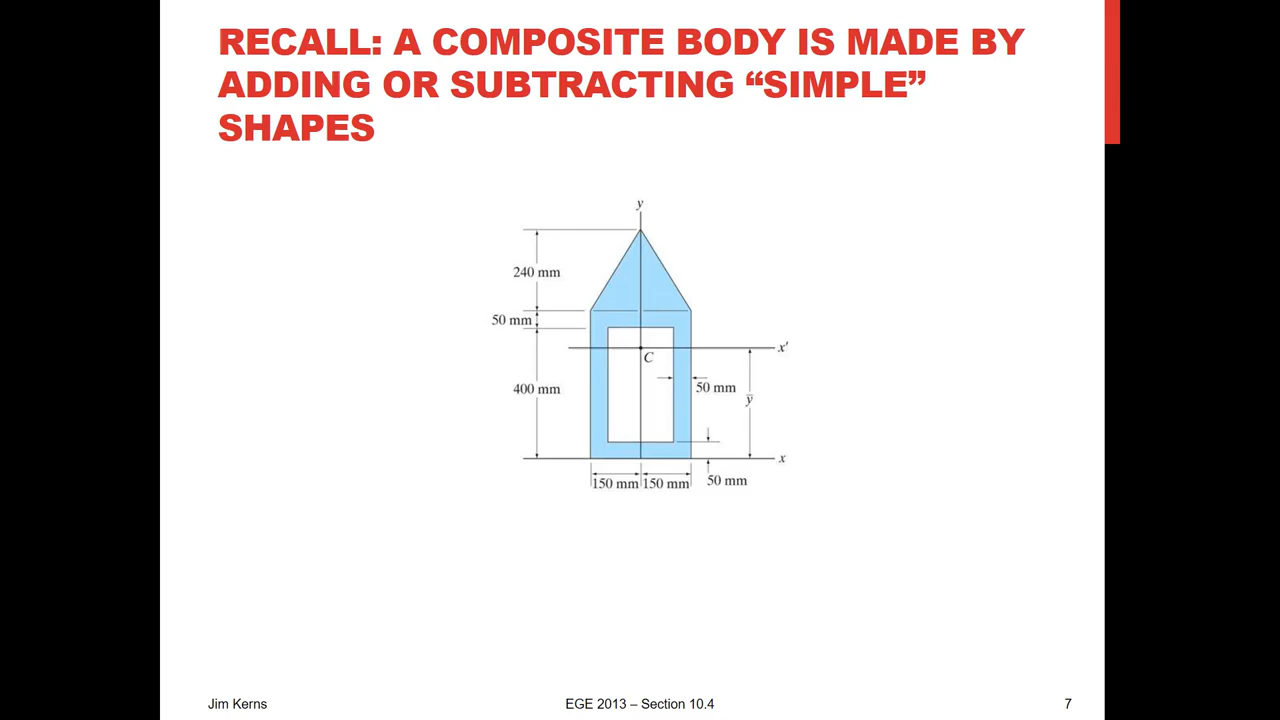 RECALL: A COMPOSITE BODY IS MADE BY
ADDING OR SUBTRACTING “SIMPLE”
SHAPES
y
240 mm
50 mm
x'
C
400 mm
50 mm
y̅
x
150 mm 150 mm
50 mm
Jim Kerns
EGE 2013 – Section 10.4
7